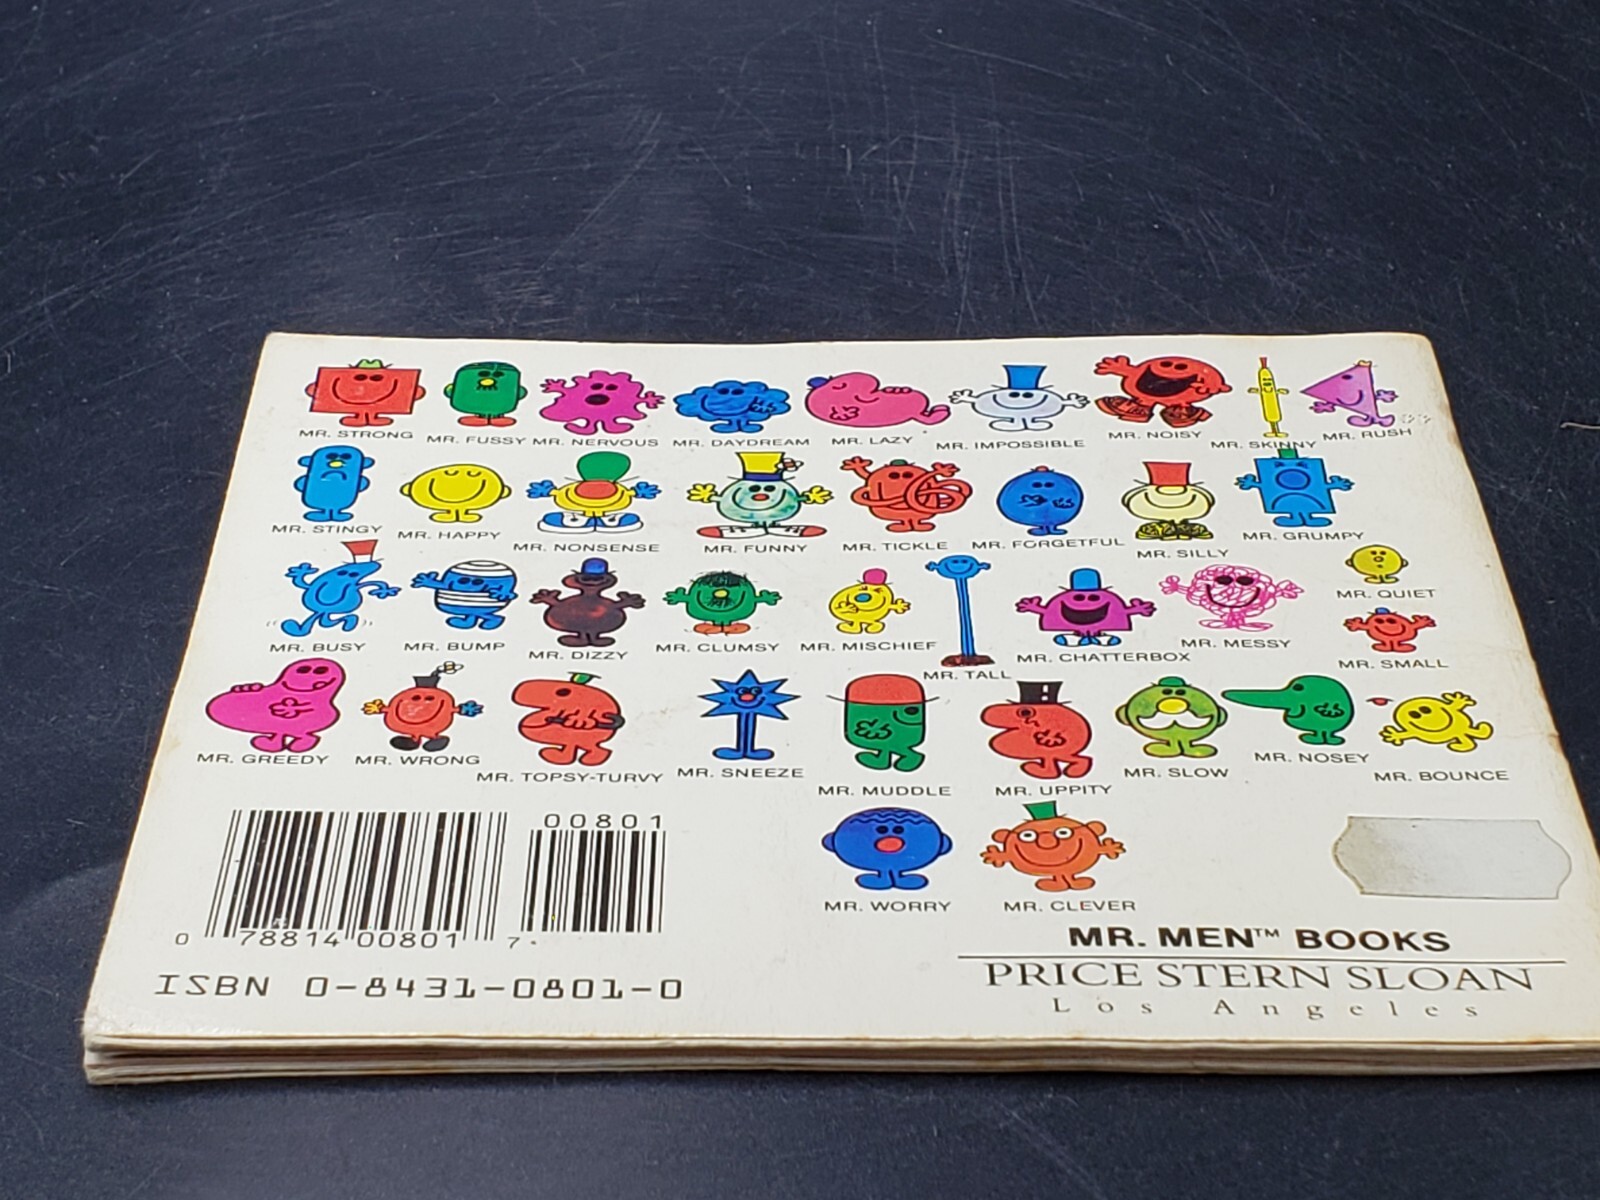 MR. STRONG MR. FUSSY MR. NERVOUS MR. DAYDREAM MR. LAZY MR. IMPOSSIBLE MR. NOISY MR. SKINNY MR. RUSH
MR. STINGY MR. HAPPY MR. NONSENSE MR. FUNNY MR. TICKLE MR. FORGETFUL MR. SILLY MR. GRUMPY
MR. QUIET
MR. BUSY MR. BUMP MR. DIZZY MR. CLUMSY MR. MISCHIEF MR. TALL MR. CHATTERBOX MR. MESSY MR. SMALL
MR. GREEDY MR. WRONG MR. TOPSY-TURVY MR. SNEEZE MR. MUDDLE MR. UPPITY MR. SLOW MR. NOSEY MR. BOUNCE
MR. WORRY MR. CLEVER
00801
0 78814 00801 7
ISBN 0-8431-0801-0
MR. MEN™ BOOKS
PRICE STERN SLOAN
Los Angeles